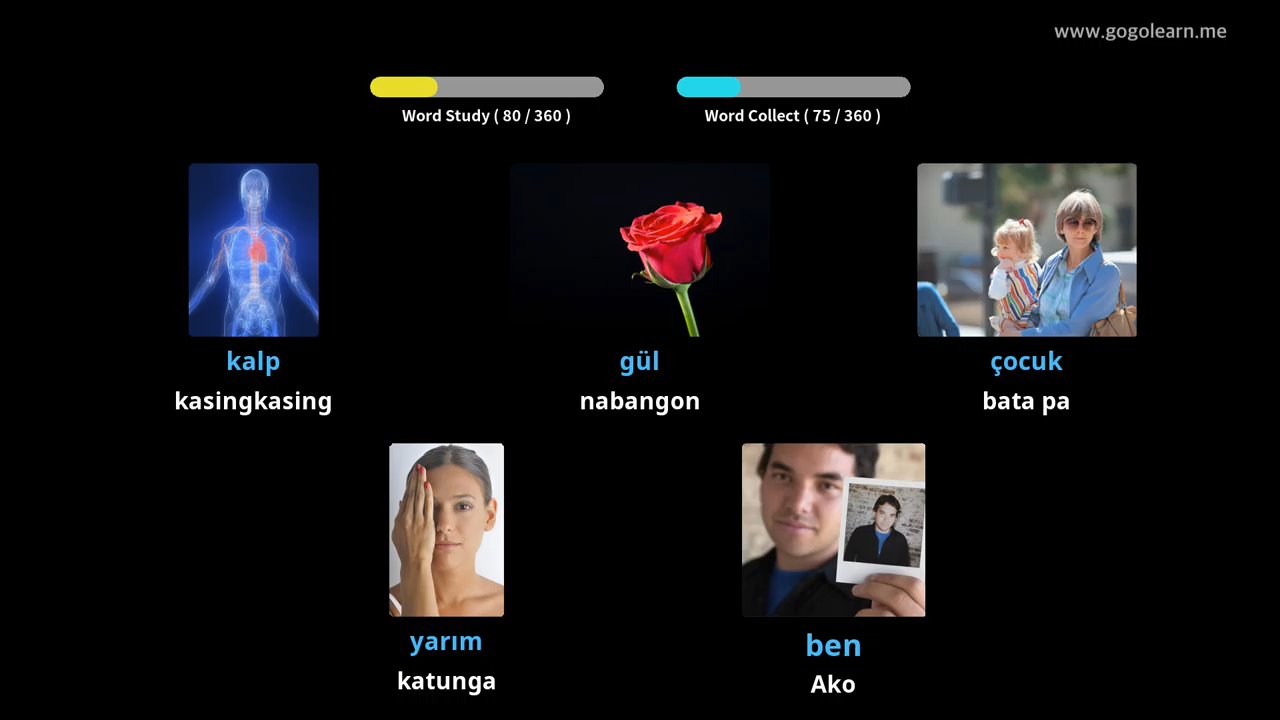 www.gogolearn.me
Word Study ( 80 / 360 )
Word Collect ( 75 / 360 )
kalp
kasingkasing
gül
nabangon
çocuk
bata pa
yarım
katunga
ben
Ako